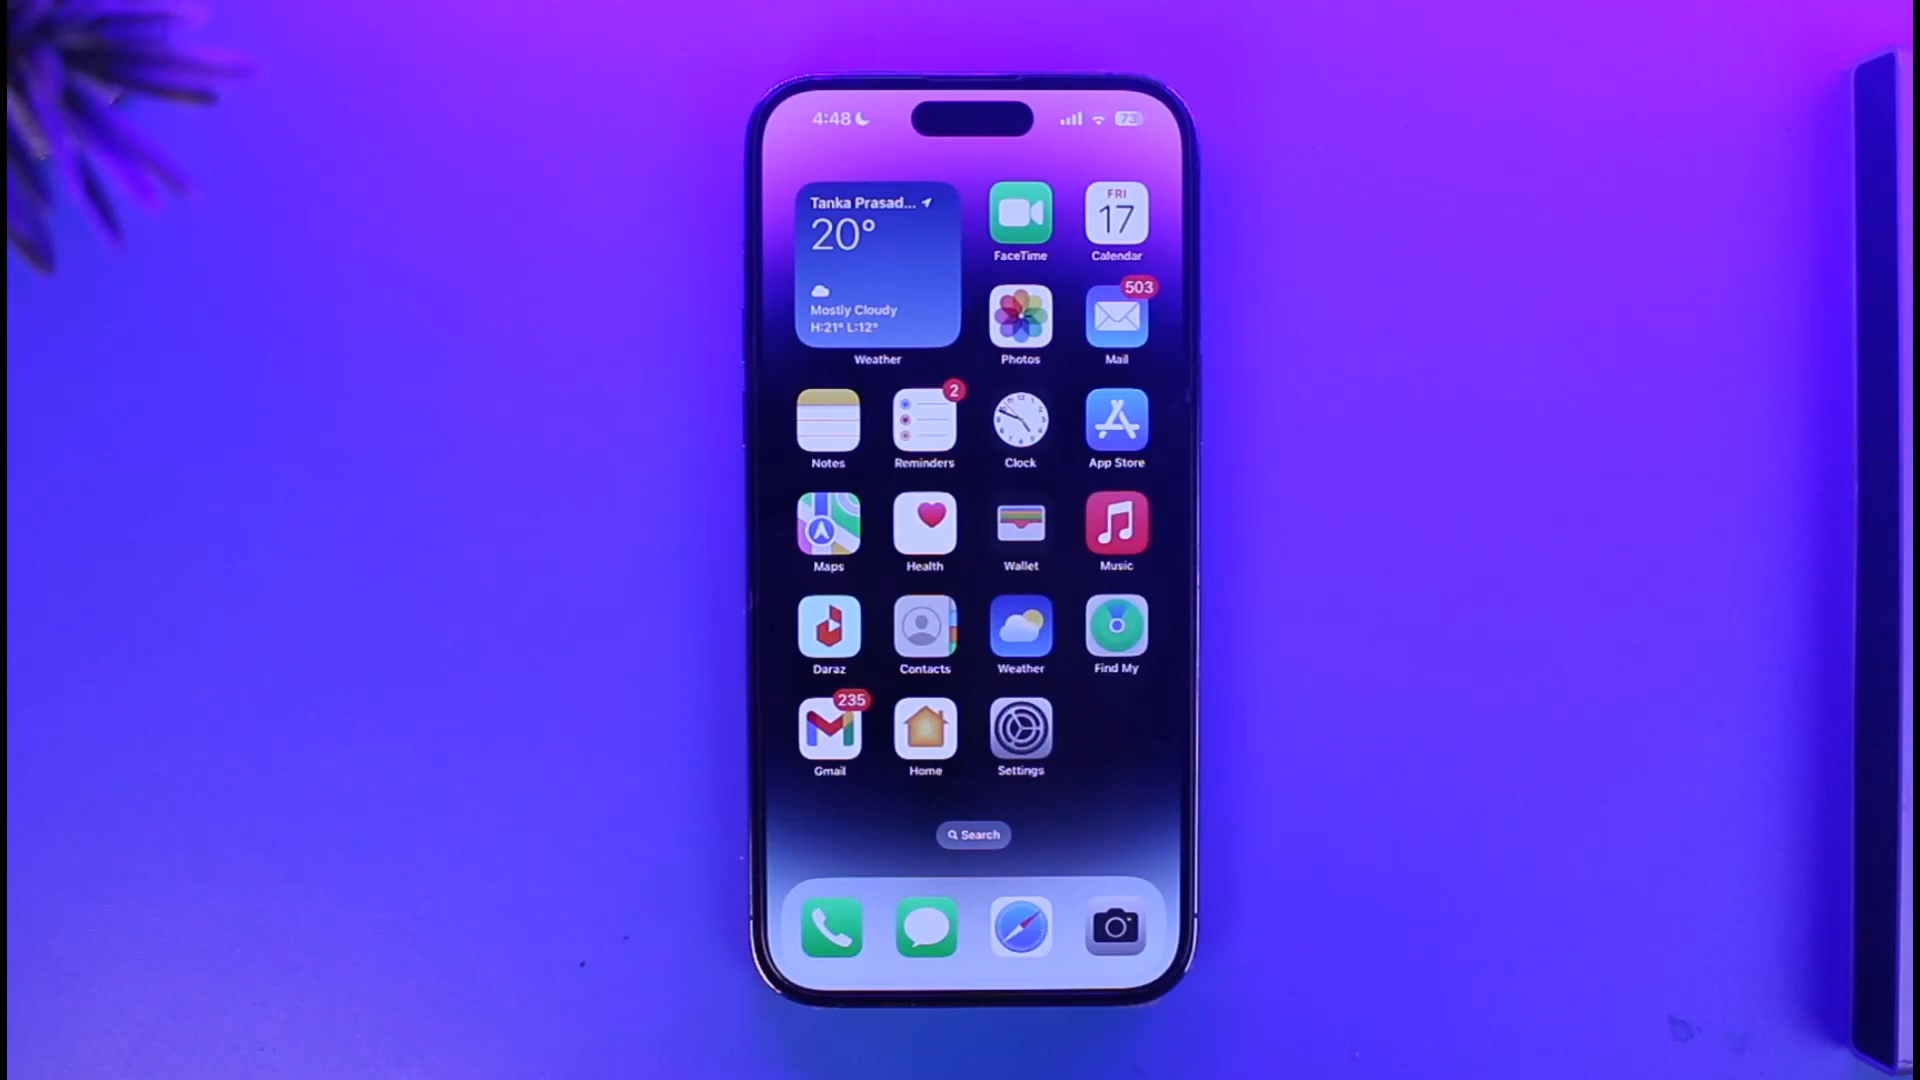 4:48
73
Tanka Prasad...
20°
Mostly Cloudy
H:21° L:12°
Weather
FaceTime
FRI
17
Calendar
Photos
503
Mail
Notes
2
Reminders
Clock
App Store
Maps
Health
Wallet
Music
Daraz
Contacts
Weather
Find My
235
Gmail
Home
Settings
Search